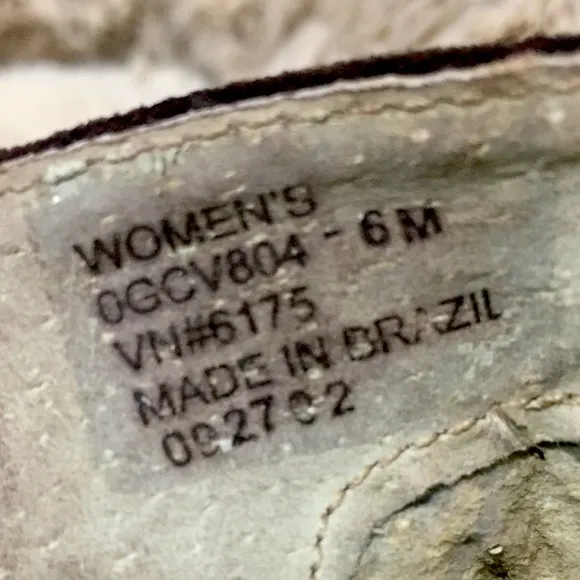 WOMEN'S
0GCV804 - 6 M
VN#6175
MADE IN BRAZIL